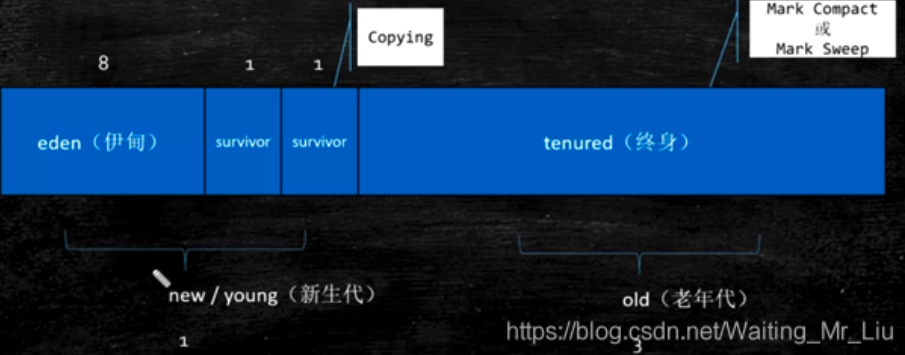 Copying
Mark Compact
或
Mark Sweep
8
1
1
eden（伊甸）
survivor
survivor
tenured（终身）
new / young（新生代）
old（老年代）
https://blog.csdn.net/Waiting_Mr_Liu
1
3